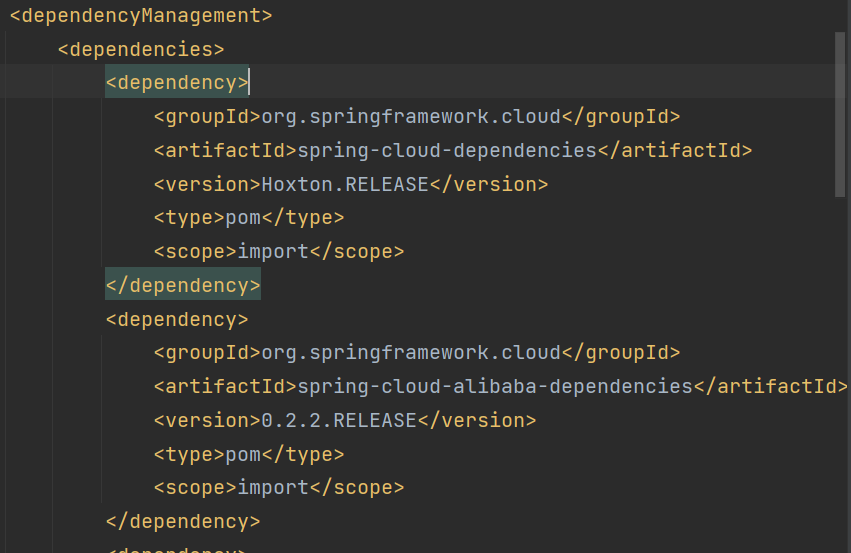 <dependencyManagement>
<dependencies>
<dependency>
<groupId>org.springframework.cloud</groupId>
<artifactId>spring-cloud-dependencies</artifactId>
<version>Hoxton.RELEASE</version>
<type>pom</type>
<scope>import</scope>
</dependency>
<dependency>
<groupId>org.springframework.cloud</groupId>
<artifactId>spring-cloud-alibaba-dependencies</artifactId>
<version>0.2.2.RELEASE</version>
<type>pom</type>
<scope>import</scope>
</dependency>
<dependency>